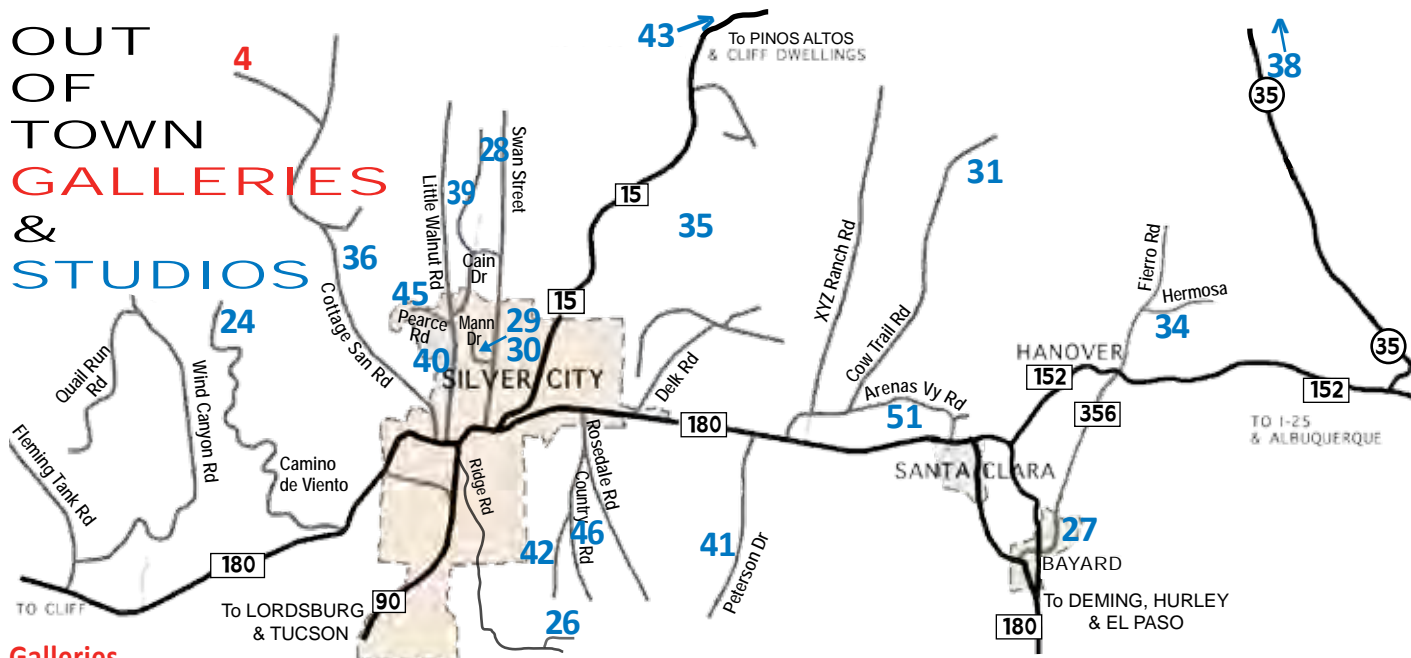 OUT
OF
TOWN
GALLERIES
&
STUDIOS
4
43
To PINOS ALTOS
& CLIFF DWELLINGS
38
35
28
Swan Street
39
Little Walnut Rd
31
15
35
XYZ Ranch Rd
Fierro Rd
36
Cain
Dr
Hermosa
34
45
Pearce
Rd
Mann
Dr
29
30
15
24
Cottage San Rd
40
SILVER CITY
Quail Run
Rd
Wind Canyon Rd
Delk Rd
Cow Trail Rd
HANOVER
152
35
152
Arenas Vy Rd
51
356
180
TO I-25
& ALBUQUERQUE
Fleming Tank Rd
Camino
de Viento
Ridge Rd
Rosedale Rd
Country Rd
SANTA CLARA
46
42
41
Peterson Dr
27
BAYARD
180
TO CLIFF
To LORDSBURG
& TUCSON
90
26
To DEMING, HURLEY
& EL PASO
180
Galleries